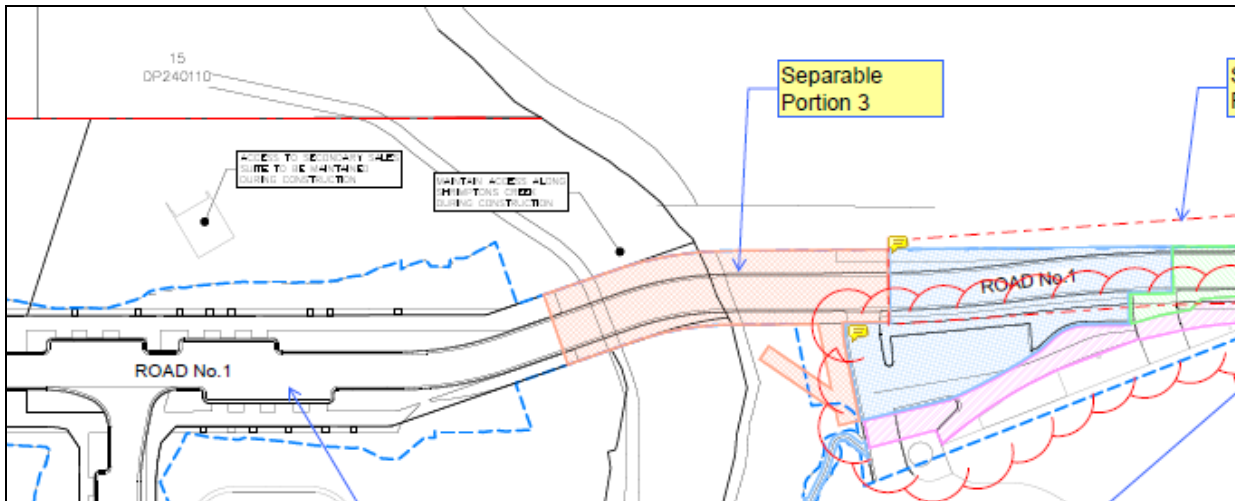 15
DP240110
Separable
Portion 3
S
ACCESS TO SECONDARY SALES
SUITE TO BE MAINTAINED
DURING CONSTRUCTION
MAINTAIN ACCESS ALONG
SHRIMPTONS CREEK
DURING CONSTRUCTION
ROAD No.1
ROAD No.1